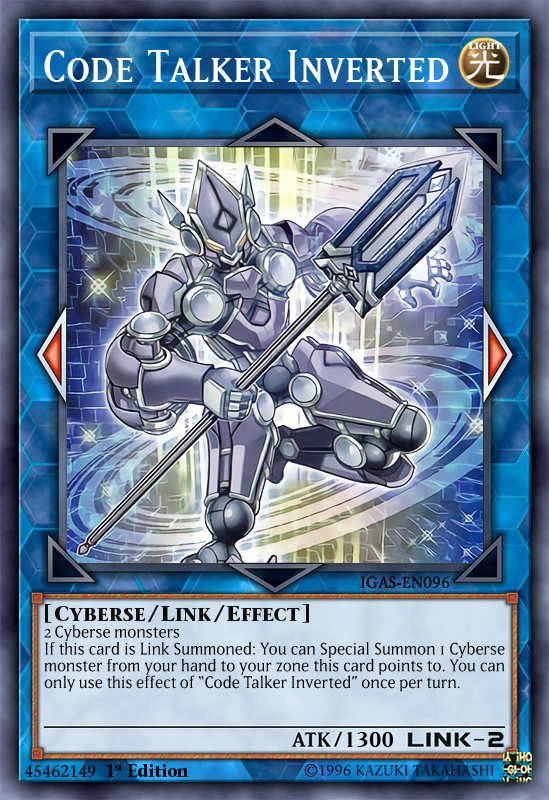 CODE TALKER INVERTED
LIGHT
光
IGAS-EN096
[CYBERSE/LINK/EFFECT]
2 Cyberse monsters
If this card is Link Summoned: You can Special Summon 1 Cyberse
monster from your hand to your zone this card points to. You can
only use this effect of “Code Talker Inverted” once per turn.
ATK/1300 LINK-2
45462149 1st Edition ©1996 KAZUKI TAKAHASHI